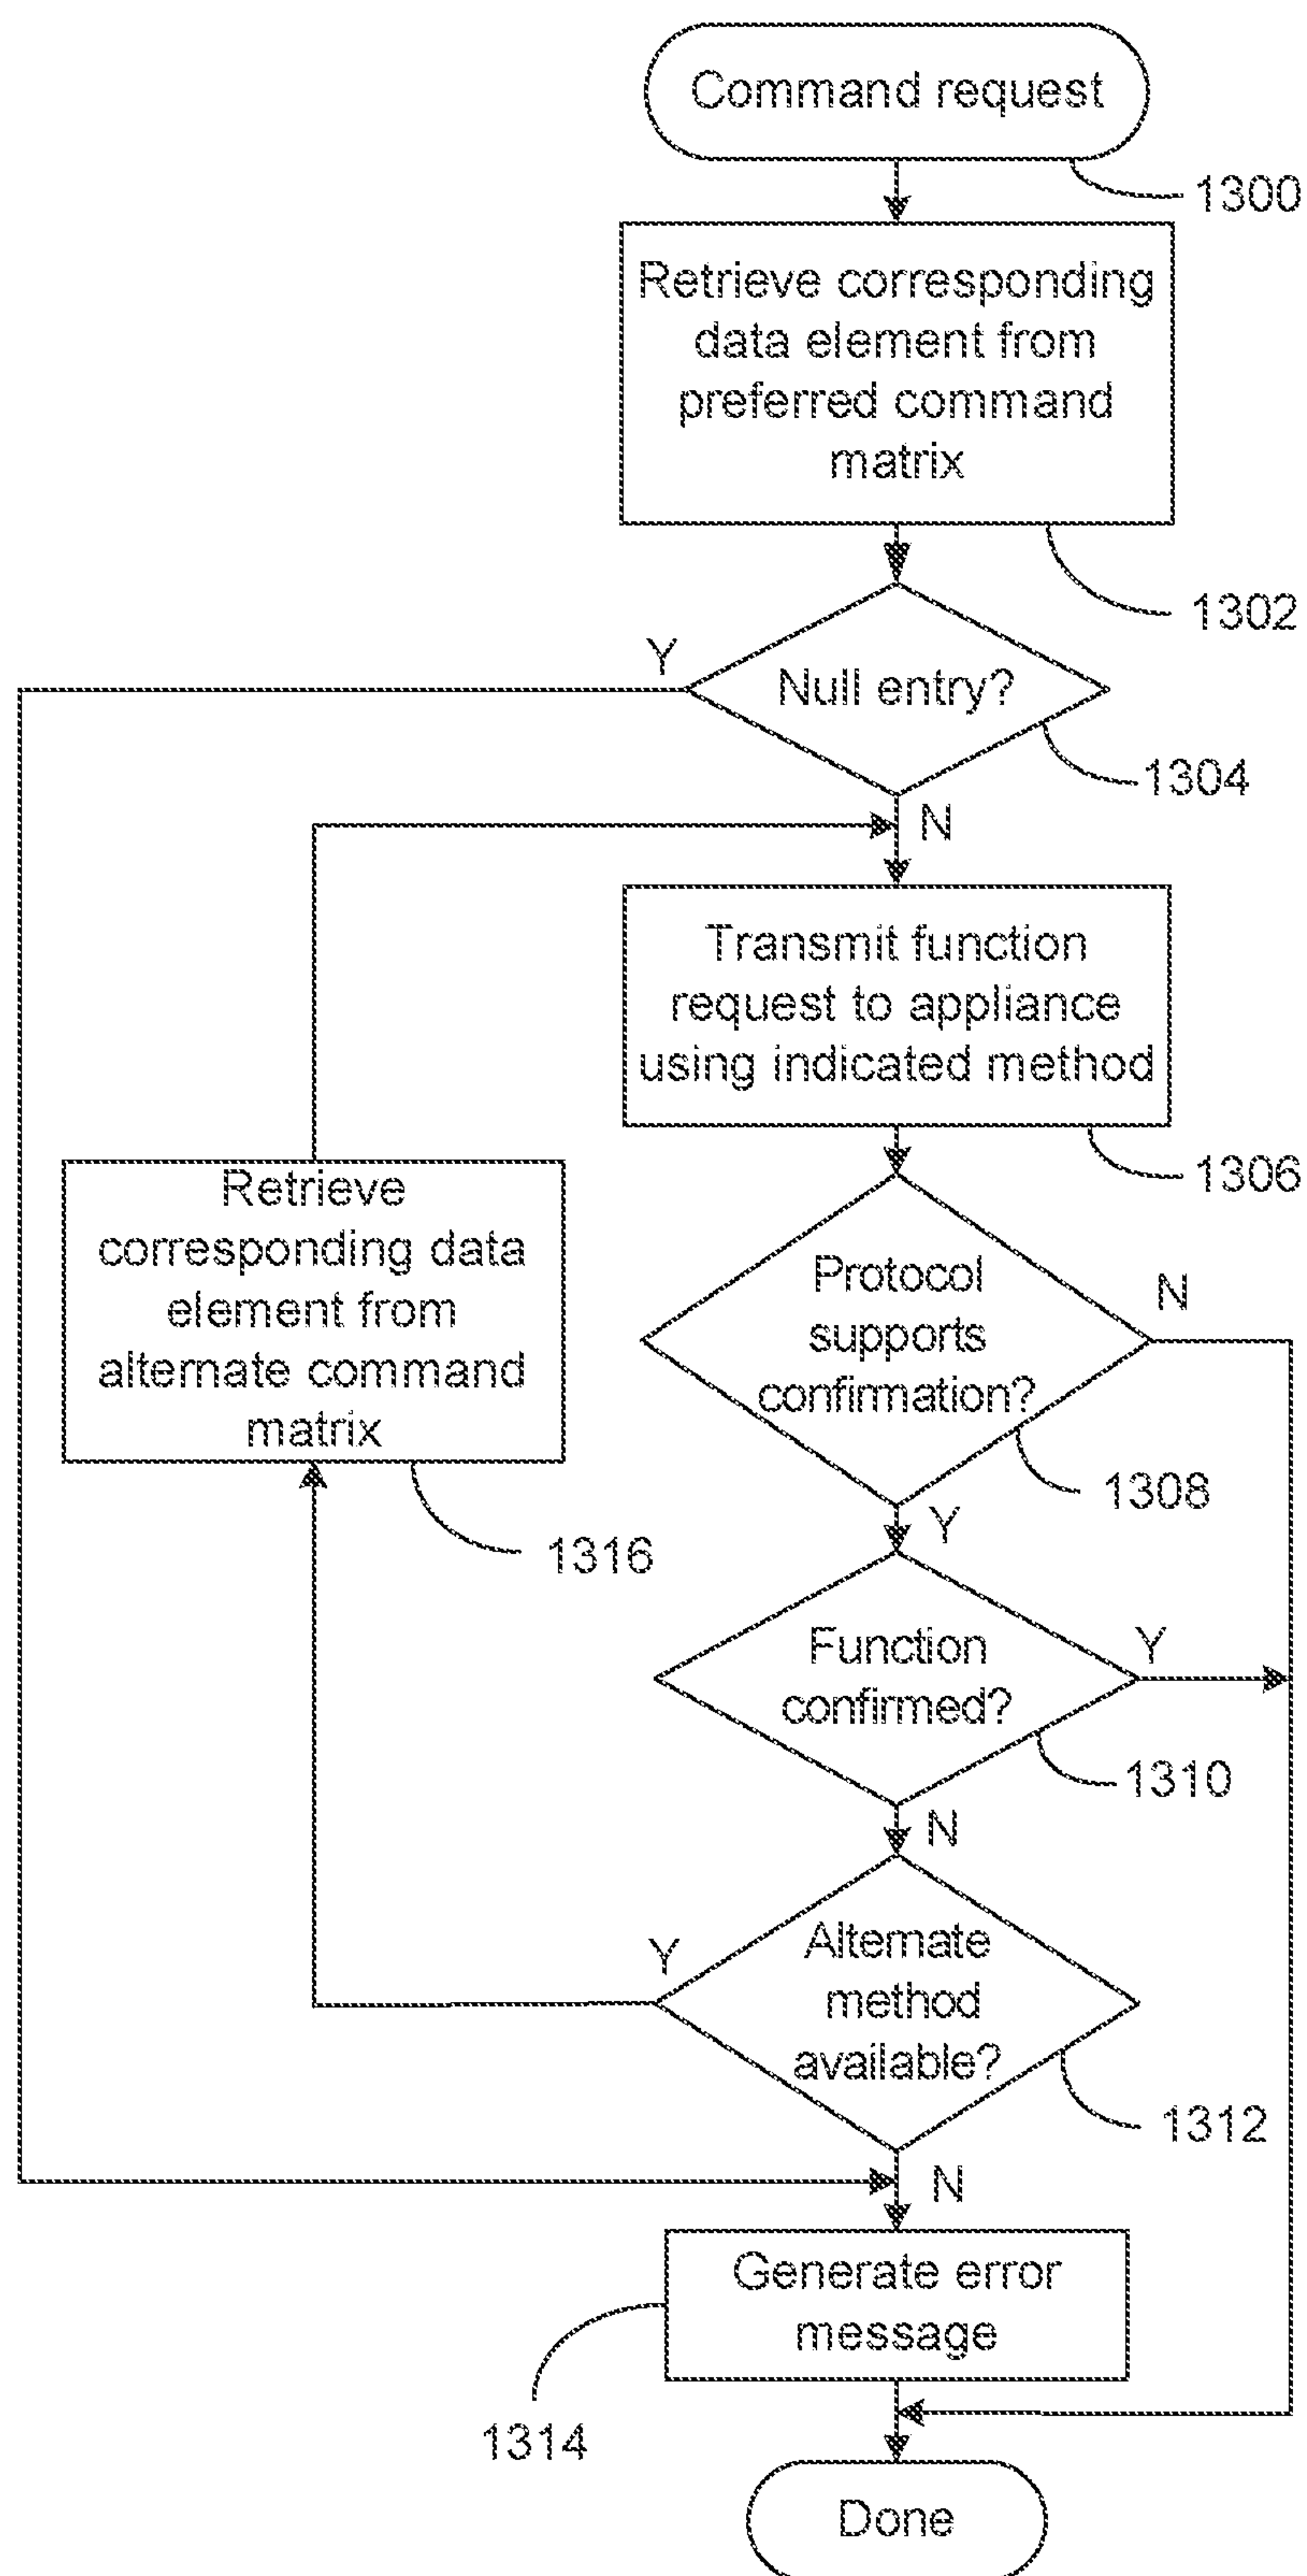 Command request
1300
Retrieve corresponding
data element from
preferred command
matrix
1302
Y
Null entry?
1304
N
Transmit function
request to appliance
using indicated method
1306
Retrieve
corresponding data
element from
alternate command
matrix
1316
Protocol
supports
confirmation?
N
1308
Y
Function
confirmed?
Y
1310
N
Alternate
method
available?
Y
1312
N
Generate error
message
1314
Done